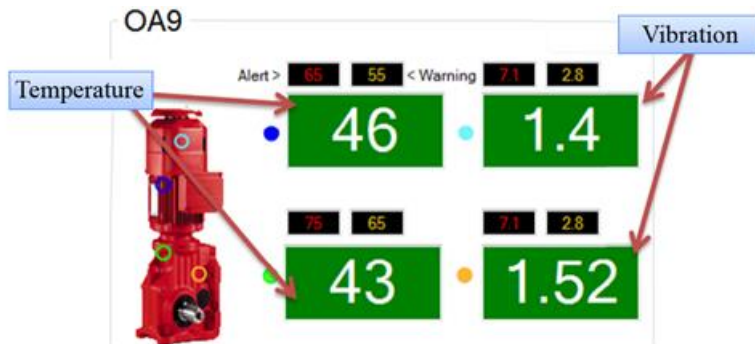 OA9
Vibration
Alert > 65 55 < Warning 7.1 2.8
Temperature
46 1.4
75 65 7.1 2.8
43 1.52